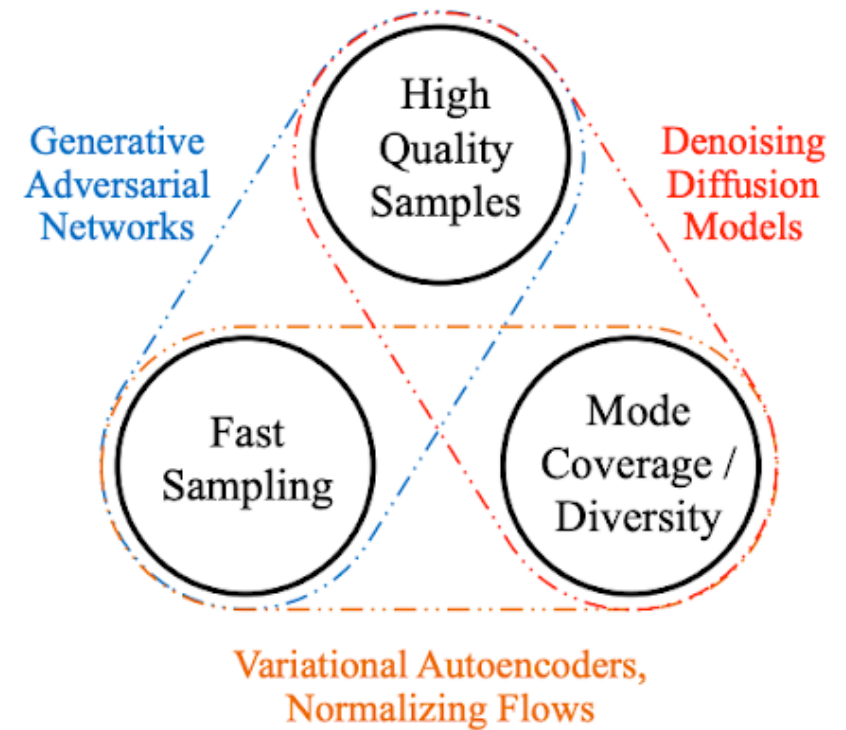 High
Quality
Samples
Generative
Adversarial
Networks
Denoising
Diffusion
Models
Fast
Sampling
Mode
Coverage /
Diversity
Variational Autoencoders,
Normalizing Flows